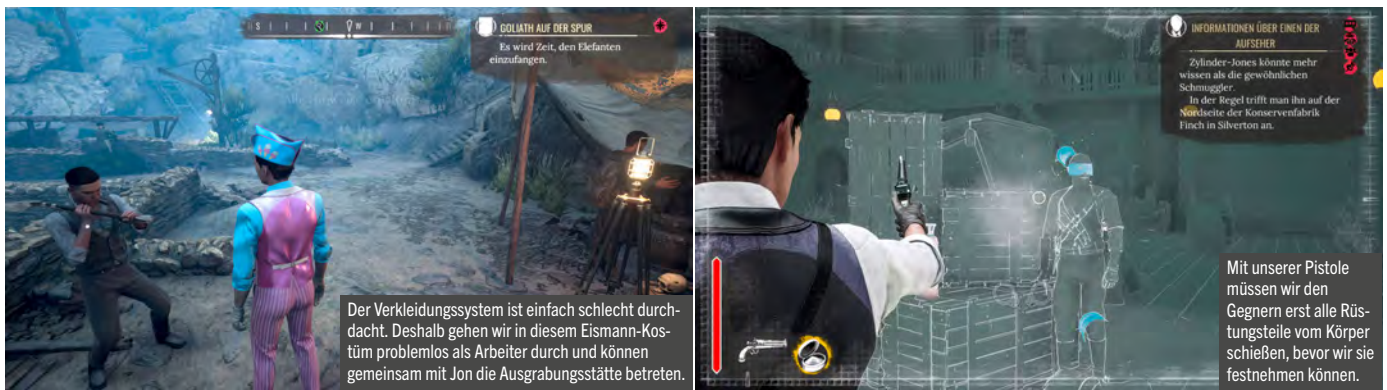 S
W
GOLIATH AUF DER SPUR
Es wird Zeit, den Elefanten
einzufangen.
Der Verkleidungssystem ist einfach schlecht durch-
dacht. Deshalb gehen wir in diesem Eismann-Kos-
tüm problemlos als Arbeiter durch und können
gemeinsam mit Jon die Ausgrabungsstätte betreten.
INFORMATIONEN ÜBER EINEN DER
AUFSEHER
Zylinder-Jones könnte mehr
wissen als die gewöhnlichen
Schmuggler.
In der Regel trifft man ihn auf der
Nordseite der Konservenfabrik
Finch in Silverton an.
Mit unserer Pistole
müssen wir den
Gegnern erst alle Rüs-
tungsteile vom Körper
schießen, bevor wir sie
festnehmen können.